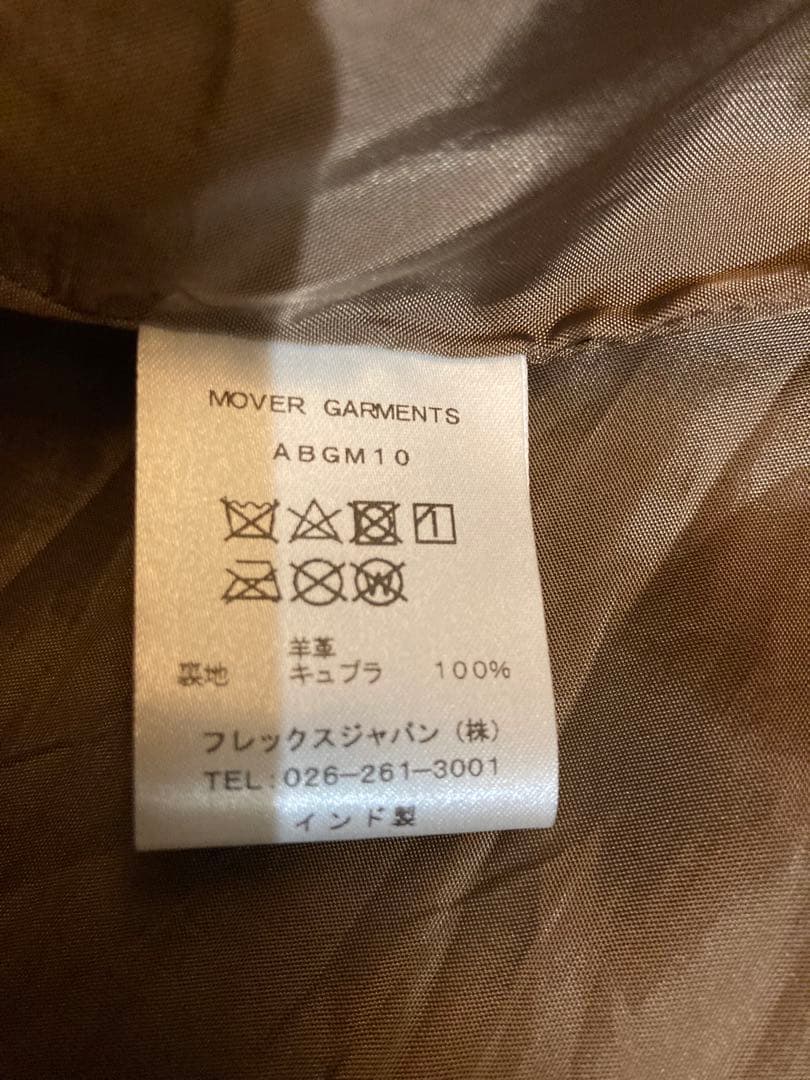 MOVER GARMENTS
ABGM10
羊革
裏地 キュプラ 100%
フレックスジャパン(株)
TEL:026-261-3001
インド製